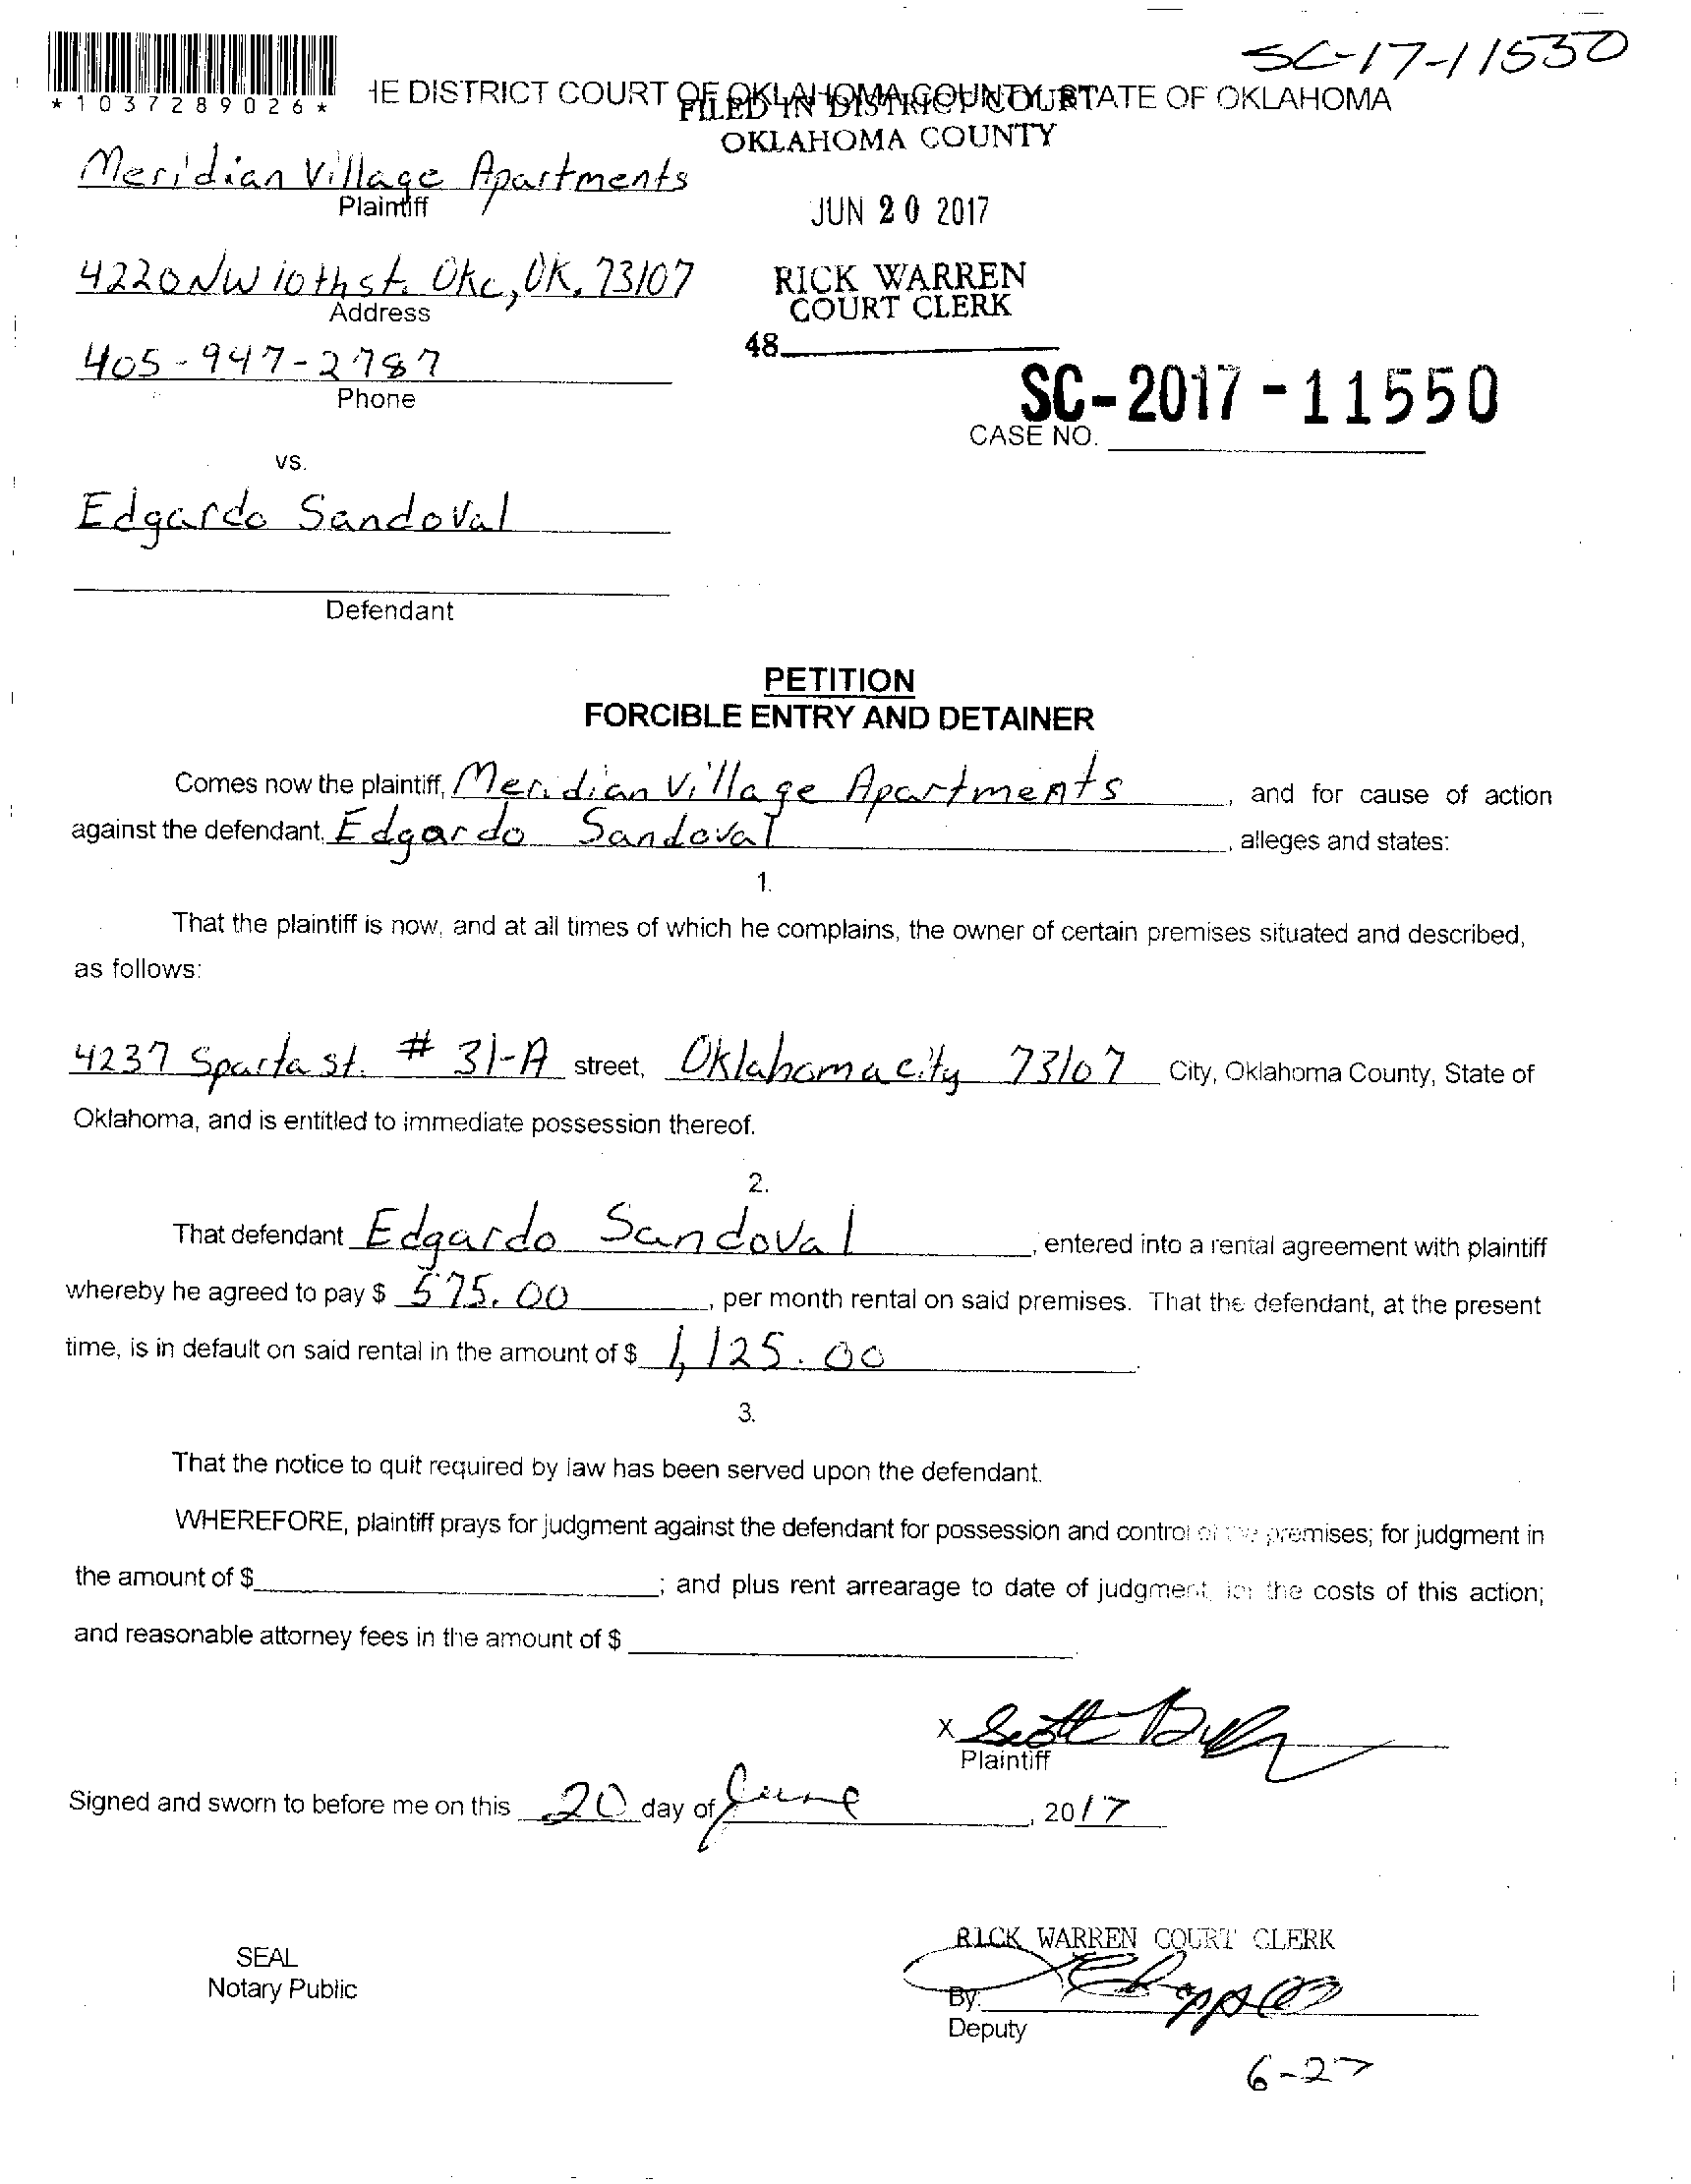 SC-17-11550
*1037289026*
HE DISTRICT COURT OF OKLAHOMA COUNTY STATE OF OKLAHOMA
FILED IN DISTRICT COURT
OKLAHOMA COUNTY
Meridian Village Apartments
Plaintiff
JUN 20 2017
4220 NW 10th st. Okc, OK. 73107
Address
RICK WARREN
COURT CLERK
405-947-2787
Phone
48
SC-2017-11550
CASE NO.
vs.
Edgardo Sandoval
Defendant
PETITION
FORCIBLE ENTRY AND DETAINER
Comes now the plaintiff, Meridian Village Apartments, and for cause of action
against the defendant, Edgardo Sandoval, alleges and states:
1.
That the plaintiff is now, and at all times of which he complains, the owner of certain premises situated and described,
as follows:
4237 Sparta st. # 31-A street, Oklahoma city 73107 City, Oklahoma County, State of
Oklahoma, and is entitled to immediate possession thereof.
2.
That defendant Edgardo Sandoval, entered into a rental agreement with plaintiff
whereby he agreed to pay $ 575.00, per month rental on said premises. That the defendant, at the present
time, is in default on said rental in the amount of $ 1,125.00
3.
That the notice to quit required by law has been served upon the defendant.
WHEREFORE, plaintiff prays for judgment against the defendant for possession and control of the premises; for judgment in
the amount of $ ; and plus rent arrearage to date of judgment, for the costs of this action;
and reasonable attorney fees in the amount of $
X Scott
Plaintiff
Signed and sworn to before me on this 20 day of June, 2017
RICK WARREN COURT CLERK
SEAL
Notary Public
By:
Deputy
6-27